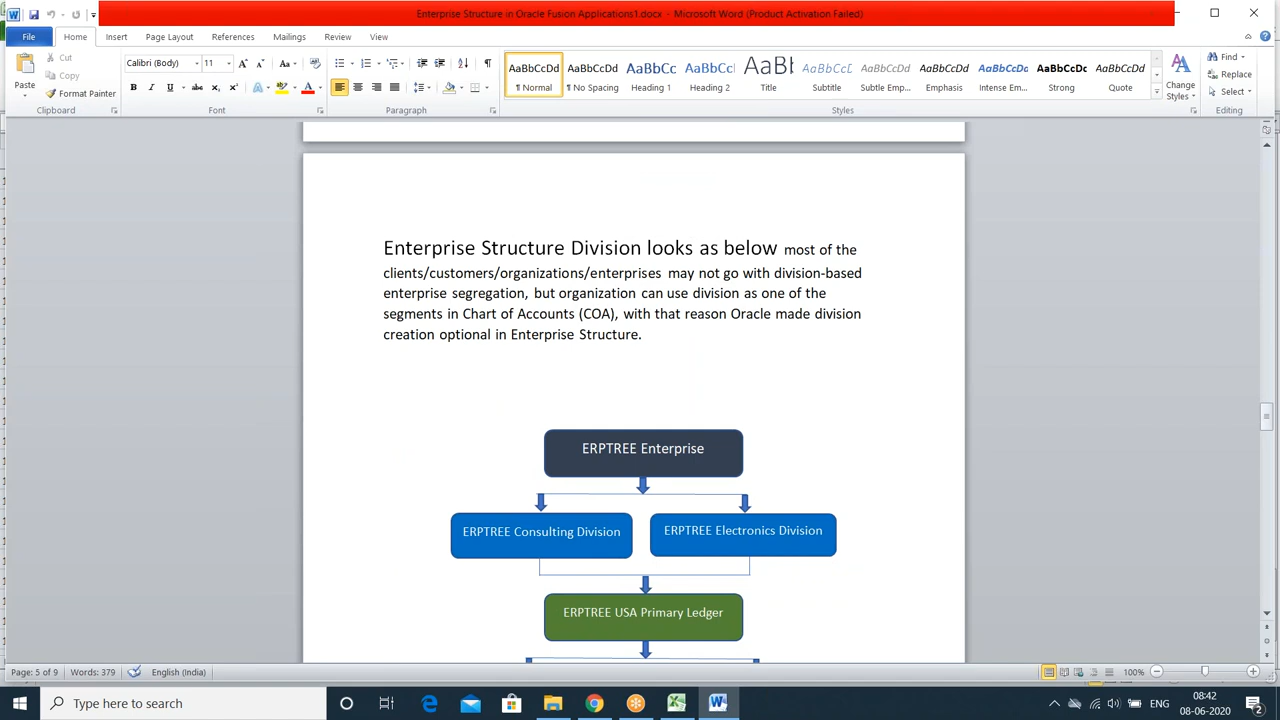 Enterprise Structure in Oracle Fusion Applications1.docx - Microsoft Word (Product Activation Failed)
File Home Insert Page Layout References Mailings Review View
Cut
Copy
Format Painter
Paste
Clipboard
Calibri (Body) 11
Font
Paragraph
AaBbCcDd AaBbCcDd AaBbCc AaBbCc AaBb AaBbCcDd AaBbCcDd AaBbCcDd AaBbCcDd AaBbCcDd AaBbCcDd
¶ Normal ¶ No Spacing Heading 1 Heading 2 Title Subtitle Subtle Emp... Emphasis Intense Em... Strong Quote
Styles
Change Styles
Find
Replace
Select
Editing
Enterprise Structure Division looks as below most of the
clients/customers/organizations/enterprises may not go with division-based
enterprise segregation, but organization can use division as one of the
segments in Chart of Accounts (COA), with that reason Oracle made division
creation optional in Enterprise Structure.
ERPTREE Enterprise
ERPTREE Consulting Division ERPTREE Electronics Division
ERPTREE USA Primary Ledger
Page: 5 of 9 Words: 379 English (India) 100%
Type here to search
ENG
08:42
08-06-2020
2